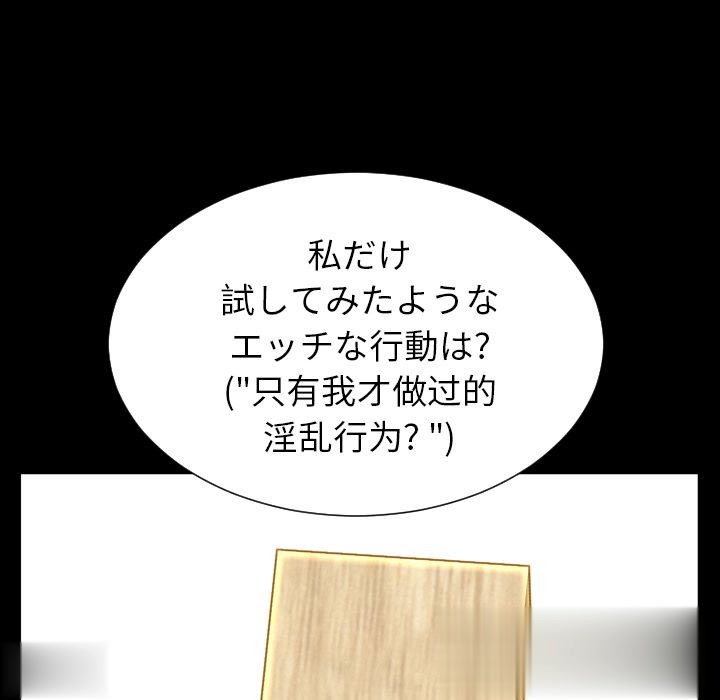 私だけ
試してみたような
エッチな行動は?
("只有我才做过的
淫乱行为? ")